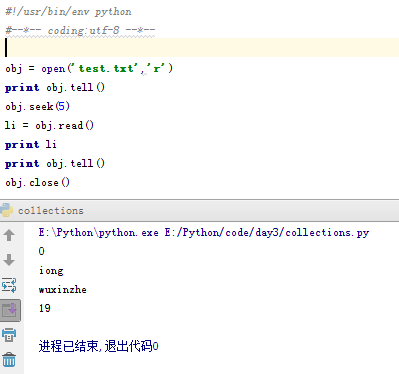 #!/usr/bin/env python
#--*-- coding:utf-8 --*--
obj = open('test.txt','r')
print obj.tell()
obj.seek(5)
li = obj.read()
print li
print obj.tell()
obj.close()
collections
E:\Python\python.exe E:/Python/code/day3/collections.py
0
iong
wuxinzhe
19
进程已结束,退出代码0